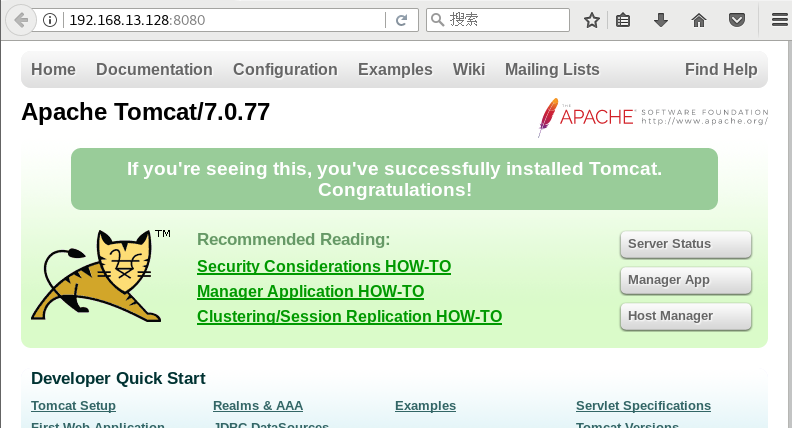 192.168.13.128:8080
搜索
Home Documentation Configuration Examples Wiki Mailing Lists Find Help
Apache Tomcat/7.0.77
THE
APACHE SOFTWARE FOUNDATION
http://www.apache.org/
If you're seeing this, you've successfully installed Tomcat.
Congratulations!
TM
Recommended Reading:
Security Considerations HOW-TO
Manager Application HOW-TO
Clustering/Session Replication HOW-TO
Server Status
Manager App
Host Manager
Developer Quick Start
Tomcat Setup Realms & AAA Examples Servlet Specifications
First Web Application JDBC DataSources Tomcat Versions